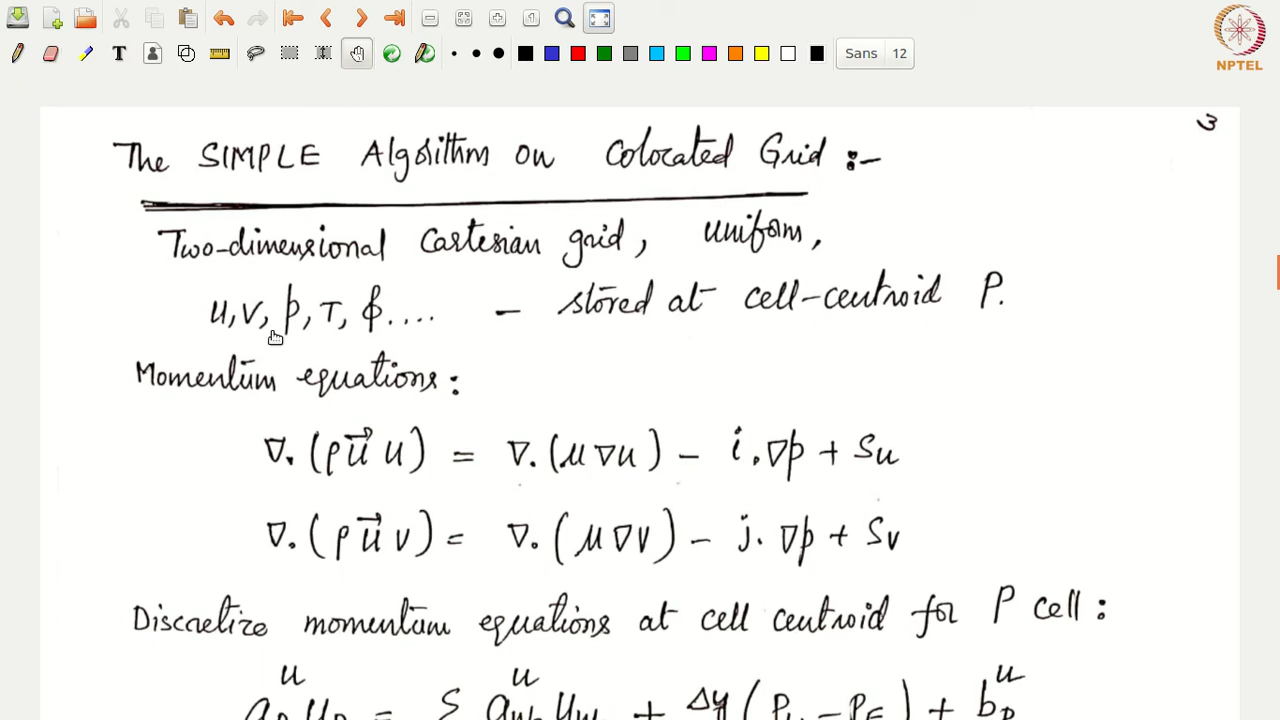 Sans 12
NPTEL
3
The SIMPLE Algorithm on Colocated Grid :-
Two-dimensional Cartesian grid, uniform,
u, v, p, T, φ.... – stored at cell-centroid P.
Momentum equations:
∇.(ρu⃗ u) = ∇.(μ∇u) – i.∇p + Su
∇.(ρu⃗ v) = ∇.(μ∇v) – j.∇p + Sv
Discretize momentum equations at cell centroid for P cell: